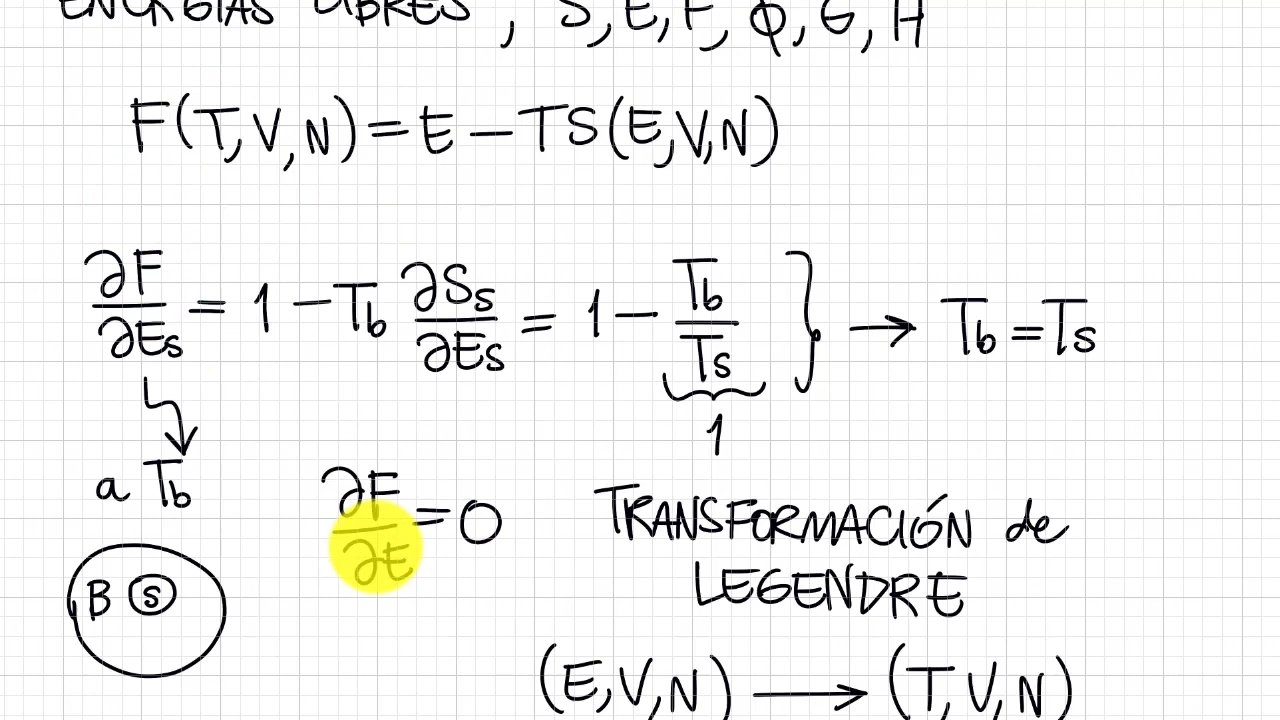 ENERGÍAS LIBRES, S, E, F, Φ, G, H
F(T,V,N) = E - TS(E,V,N)
∂F/∂Es = 1 - Tb ∂Ss/∂Es = 1 - Tb/Ts } → Tb = Ts
1
a Tb
∂F/∂E = 0
TRANSFORMACIÓN de
LEGENDRE
B S
(E,V,N) → (T,V,N)